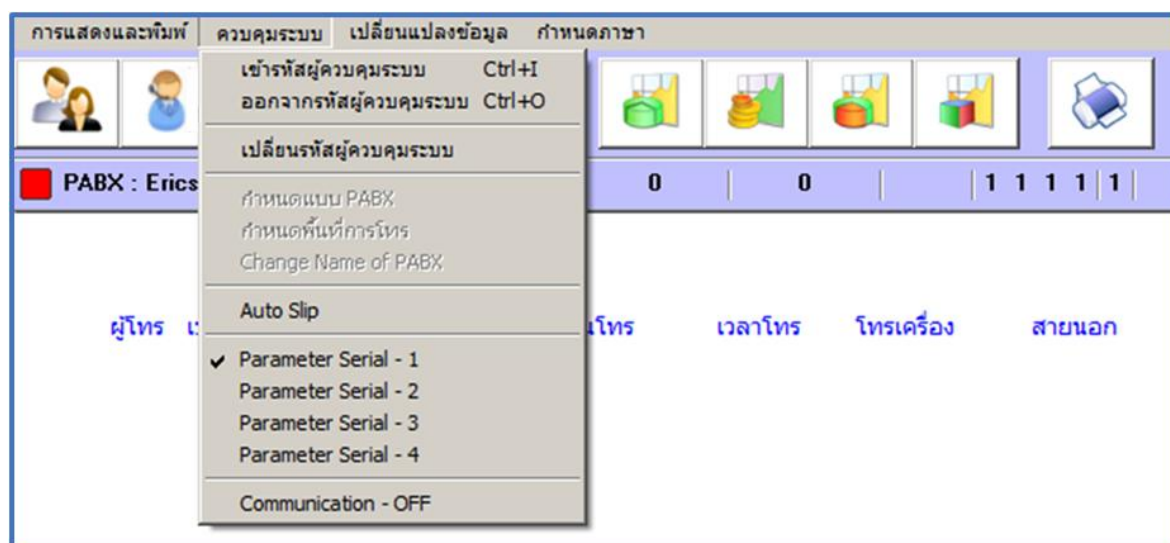 การแสดงและพิมพ์ ควบคุมระบบ เปลี่ยนแปลงข้อมูล กำหนดภาษา
เข้ารหัสผู้ควบคุมระบบ Ctrl+I
ออกจากรหัสผู้ควบคุมระบบ Ctrl+O
เปลี่ยนรหัสผู้ควบคุมระบบ
PABX : Erics 0 0 1 1 1 1 1
กำหนดแบบ PABX
กำหนดพื้นที่การโทร
Change Name of PABX
Auto Slip
ผู้โทร เวลาโทร โทรเครื่อง สายนอก
Parameter Serial - 1
Parameter Serial - 2
Parameter Serial - 3
Parameter Serial - 4
Communication - OFF